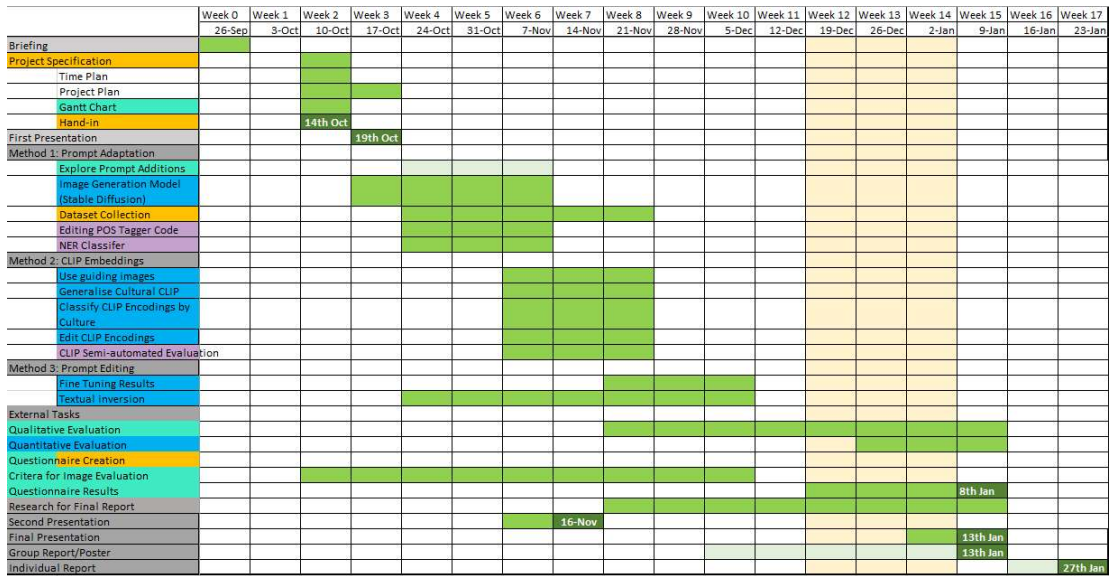 Week 0 Week 1 Week 2 Week 3 Week 4 Week 5 Week 6 Week 7 Week 8 Week 9 Week 10 Week 11 Week 12 Week 13 Week 14 Week 15 Week 16 Week 17
26-Sep 3-Oct 10-Oct 17-Oct 24-Oct 31-Oct 7-Nov 14-Nov 21-Nov 28-Nov 5-Dec 12-Dec 19-Dec 26-Dec 2-Jan 9-Jan 16-Jan 23-Jan
Briefing
Project Specification
Time Plan
Project Plan
Gantt Chart
Hand-in 14th Oct
First Presentation 19th Oct
Method 1: Prompt Adaptation
Explore Prompt Additions
Image Generation Model
(Stable Diffusion)
Dataset Collection
Editing POS Tagger Code
NER Classifer
Method 2: CLIP Embeddings
Use guiding images
Generalise Cultural CLIP
Classify CLIP Encodings by
Culture
Edit CLIP Encodings
CLIP Semi-automated Evaluation
Method 3: Prompt Editing
Fine Tuning Results
Textual Inversion
External Tasks
Qualitative Evaluation
Quantitative Evaluation
Questionnaire Creation
Critera for Image Evaluation
Questionnaire Results 8th Jan
Research for Final Report
Second Presentation 16-Nov
Final Presentation 13th Jan
Group Report/Poster 13th Jan
Individual Report 27th Jan